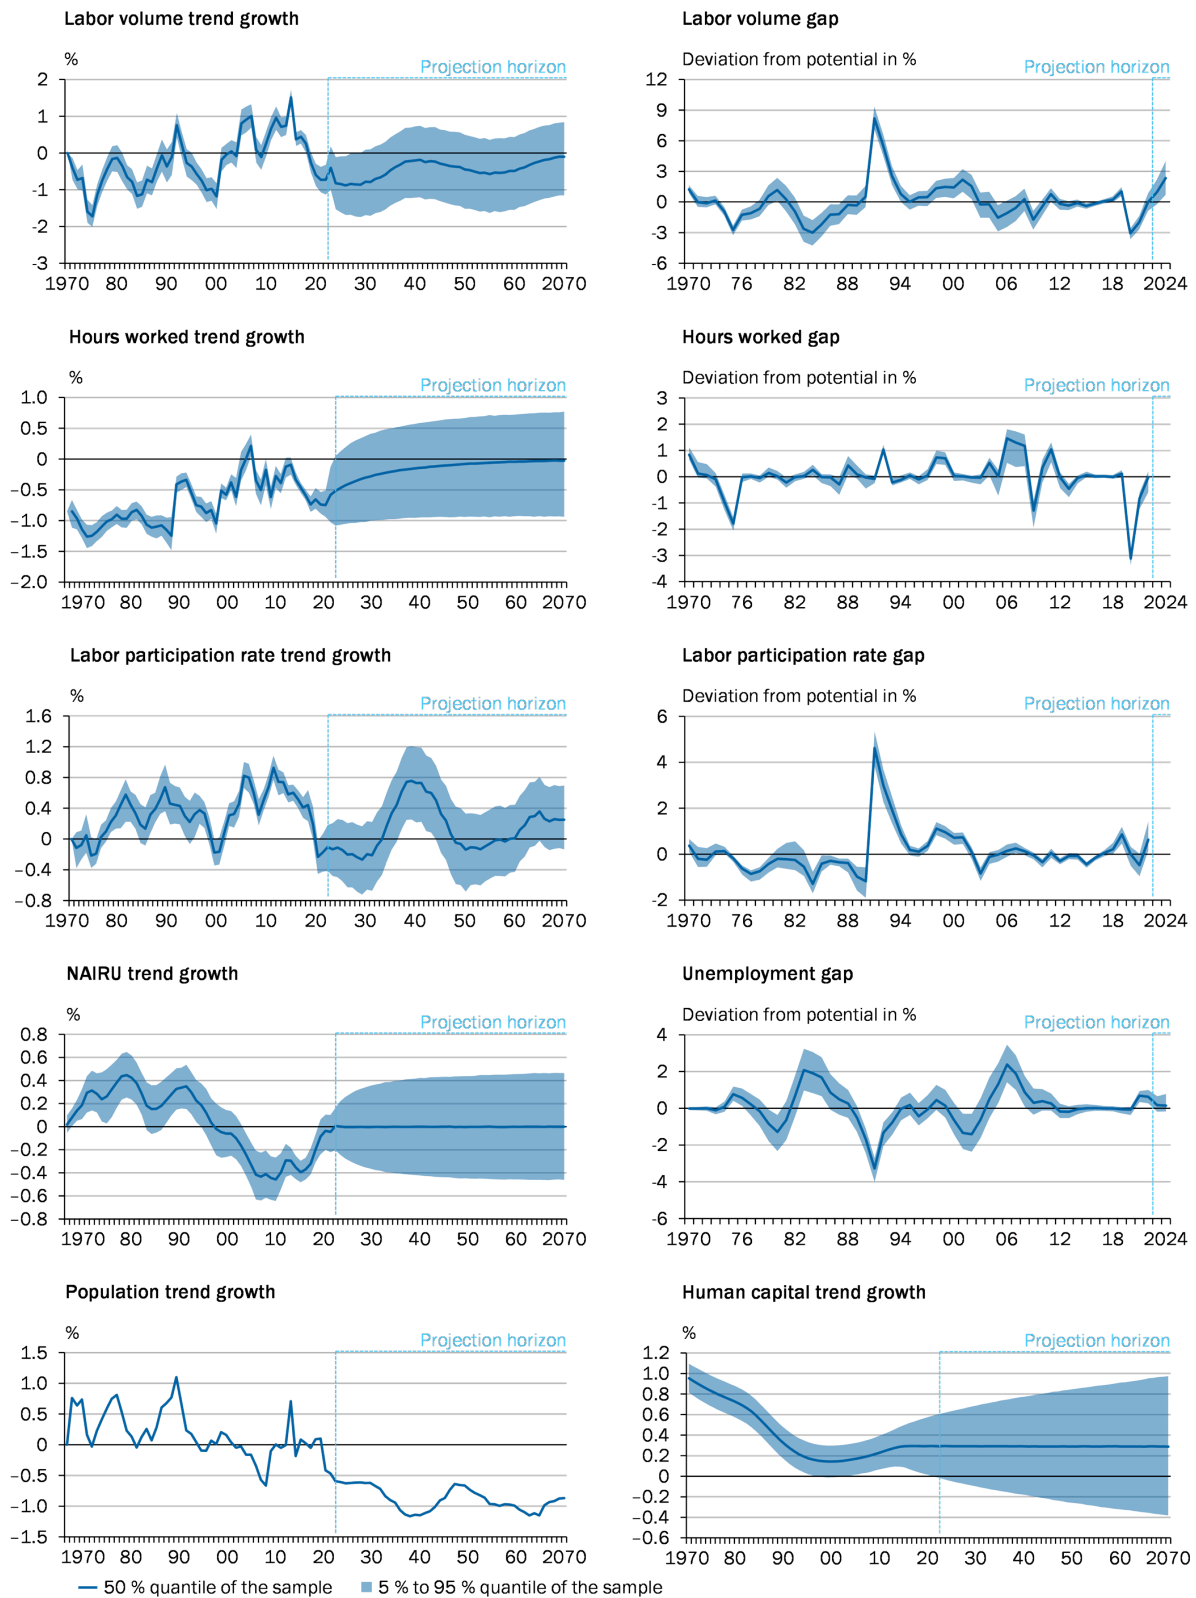 Labor volume trend growth
%
Projection horizon
2
1
0
-1
-2
-3
1970 80 90 00 10 20 30 40 50 60 2070
Labor volume gap
Deviation from potential in %
Projection horizon
12
9
6
3
0
-3
-6
1970 76 82 88 94 00 06 12 18 2024
Hours worked trend growth
%
Projection horizon
1.0
0.5
0
−0.5
−1.0
−1.5
−2.0
1970 80 90 00 10 20 30 40 50 60 2070
Hours worked gap
Deviation from potential in %
Projection horizon
3
2
1
0
-1
-2
-3
-4
1970 76 82 88 94 00 06 12 18 2024
Labor participation rate trend growth
%
Projection horizon
1.6
1.2
0.8
0.4
0
−0.4
−0.8
1970 80 90 00 10 20 30 40 50 60 2070
Labor participation rate gap
Deviation from potential in %
Projection horizon
6
4
2
0
-2
1970 76 82 88 94 00 06 12 18 2024
NAIRU trend growth
%
Projection horizon
0.8
0.6
0.4
0.2
0
−0.2
−0.4
−0.6
−0.8
1970 80 90 00 10 20 30 40 50 60 2070
Unemployment gap
Deviation from potential in %
Projection horizon
4
2
0
-2
-4
-6
1970 76 82 88 94 00 06 12 18 2024
Population trend growth
%
Projection horizon
1.5
1.0
0.5
0
−0.5
−1.0
−1.5
1970 80 90 00 10 20 30 40 50 60 2070
Human capital trend growth
%
Projection horizon
1.2
1.0
0.8
0.6
0.4
0.2
0
−0.2
−0.4
−0.6
1970 80 90 00 10 20 30 40 50 60 2070
50 % quantile of the sample
5 % to 95 % quantile of the sample